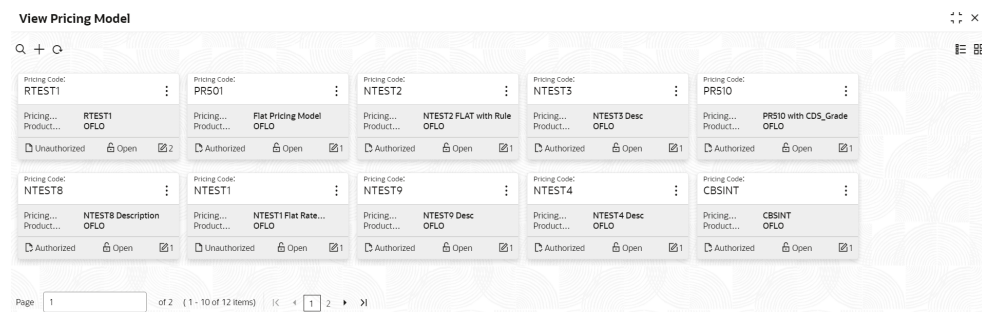 View Pricing Model
Pricing Code: Pricing Code: Pricing Code: Pricing Code: Pricing Code:
RTEST1 PR501 NTEST2 NTEST3 PR510
Pricing... RTEST1 Pricing... Flat Pricing Model Pricing... NTEST2 FLAT with Rule Pricing... NTEST3 Desc Pricing... PR510 with CDS_Grade
Product... OFLO Product... OFLO Product... OFLO Product... OFLO Product... OFLO
Unauthorized Open 2 Authorized Open 1 Authorized Open 1 Authorized Open 1 Authorized Open 1
Pricing Code: Pricing Code: Pricing Code: Pricing Code: Pricing Code:
NTEST8 NTEST1 NTEST9 NTEST4 CBSINT
Pricing... NTEST8 Description Pricing... NTEST1 Flat Rate... Pricing... NTEST9 Desc Pricing... NTEST4 Desc Pricing... CBSINT
Product... OFLO Product... OFLO Product... OFLO Product... OFLO Product... OFLO
Authorized Open 1 Unauthorized Open 1 Authorized Open 1 Authorized Open 1 Authorized Open 1
Page 1 of 2 ( 1 - 10 of 12 items) 1 2